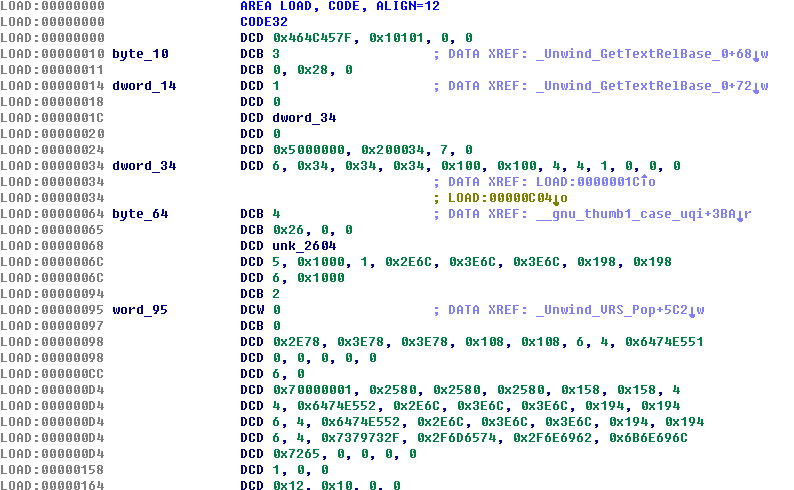 LOAD:00000000 AREA LOAD, CODE, ALIGN=12
LOAD:00000000 CODE32
LOAD:00000000 DCD 0x464C457F, 0x10101, 0, 0
LOAD:00000010 byte_10 DCB 3 ; DATA XREF: _Unwind_GetTextRelBase_0+68↓w
LOAD:00000011 DCB 0, 0x28, 0
LOAD:00000014 dword_14 DCD 1 ; DATA XREF: _Unwind_GetTextRelBase_0+72↓w
LOAD:00000018 DCD 0
LOAD:0000001C DCD dword_34
LOAD:00000020 DCD 0
LOAD:00000024 DCD 0x5000000, 0x200034, 7, 0
LOAD:00000034 dword_34 DCD 6, 0x34, 0x34, 0x34, 0x100, 0x100, 4, 4, 1, 0, 0, 0
LOAD:00000034 ; DATA XREF: LOAD:0000001C↑o
LOAD:00000034 ; LOAD:00000C04↓o
LOAD:00000064 byte_64 DCB 4 ; DATA XREF: __gnu_thumb1_case_uqi+3BA↓r
LOAD:00000065 DCB 0x26, 0, 0
LOAD:00000068 DCD unk_2604
LOAD:0000006C DCD 5, 0x1000, 1, 0x2E6C, 0x3E6C, 0x3E6C, 0x198, 0x198
LOAD:0000006C DCD 6, 0x1000
LOAD:00000094 DCB 2
LOAD:00000095 word_95 DCW 0 ; DATA XREF: _Unwind_VRS_Pop+5C2↓w
LOAD:00000097 DCB 0
LOAD:00000098 DCD 0x2E78, 0x3E78, 0x3E78, 0x108, 0x108, 6, 4, 0x6474E551
LOAD:00000098 DCD 0, 0, 0, 0, 0
LOAD:000000CC DCD 6, 0
LOAD:000000D4 DCD 0x70000001, 0x2580, 0x2580, 0x2580, 0x158, 0x158, 4
LOAD:000000D4 DCD 4, 0x6474E552, 0x2E6C, 0x3E6C, 0x3E6C, 0x194, 0x194
LOAD:000000D4 DCD 6, 4, 0x6474E552, 0x2E6C, 0x3E6C, 0x3E6C, 0x194, 0x194
LOAD:000000D4 DCD 6, 4, 0x7379732F, 0x2F6D6574, 0x2F6E6962, 0x6B6E696C
LOAD:000000D4 DCD 0x7265, 0, 0, 0, 0
LOAD:00000158 DCD 1, 0, 0
LOAD:00000164 DCD 0x12, 0x10, 0, 0